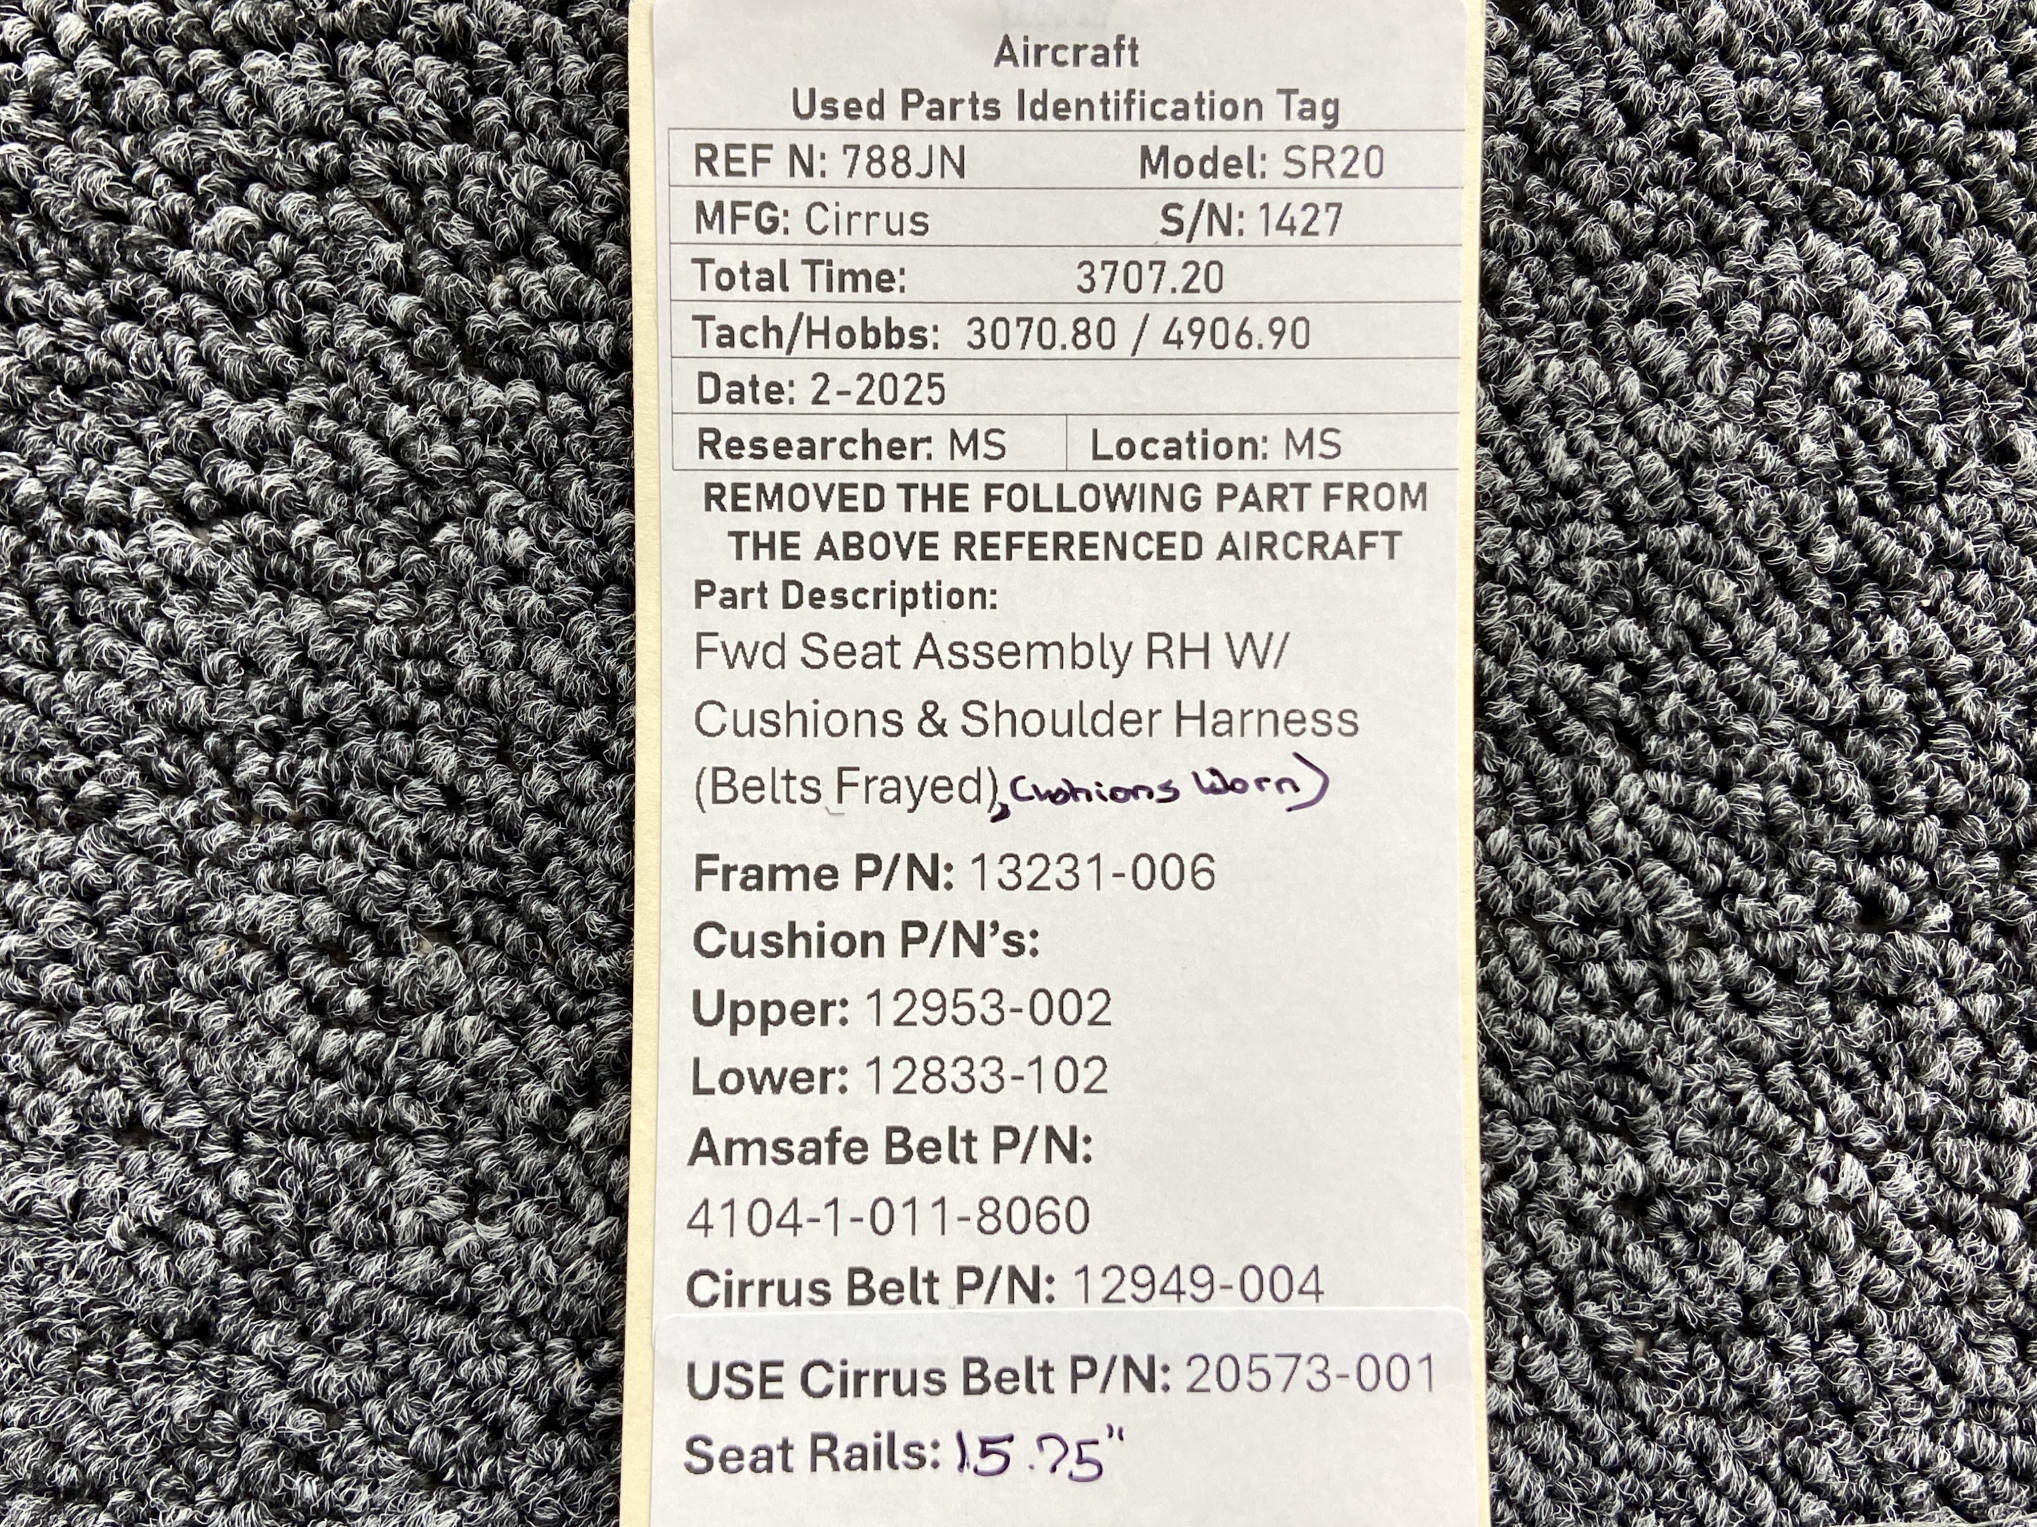 Aircraft
Used Parts Identification Tag
REF N: 788JN Model: SR20
MFG: Cirrus S/N: 1427
Total Time: 3707.20
Tach/Hobbs: 3070.80 / 4906.90
Date: 2-2025
Researcher: MS Location: MS
REMOVED THE FOLLOWING PART FROM
THE ABOVE REFERENCED AIRCRAFT
Part Description:
Fwd Seat Assembly RH W/
Cushions & Shoulder Harness
(Belts Frayed), Cushions Worn)
Frame P/N: 13231-006
Cushion P/N's:
Upper: 12953-002
Lower: 12833-102
Amsafe Belt P/N:
4104-1-011-8060
Cirrus Belt P/N: 12949-004
USE Cirrus Belt P/N: 20573-001
Seat Rails: 15.75"